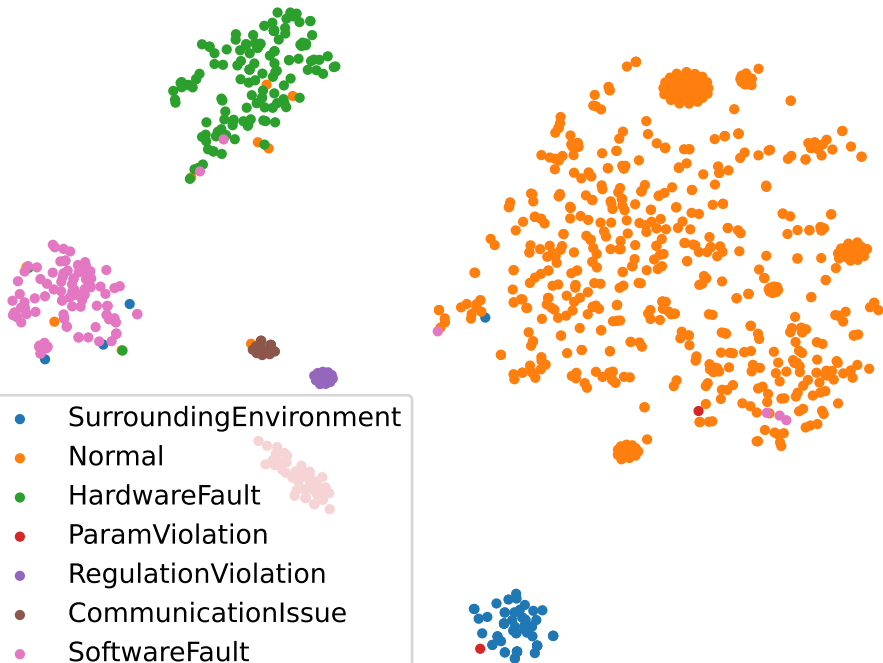 SurroundingEnvironment
Normal
HardwareFault
ParamViolation
RegulationViolation
CommunicationIssue
SoftwareFault